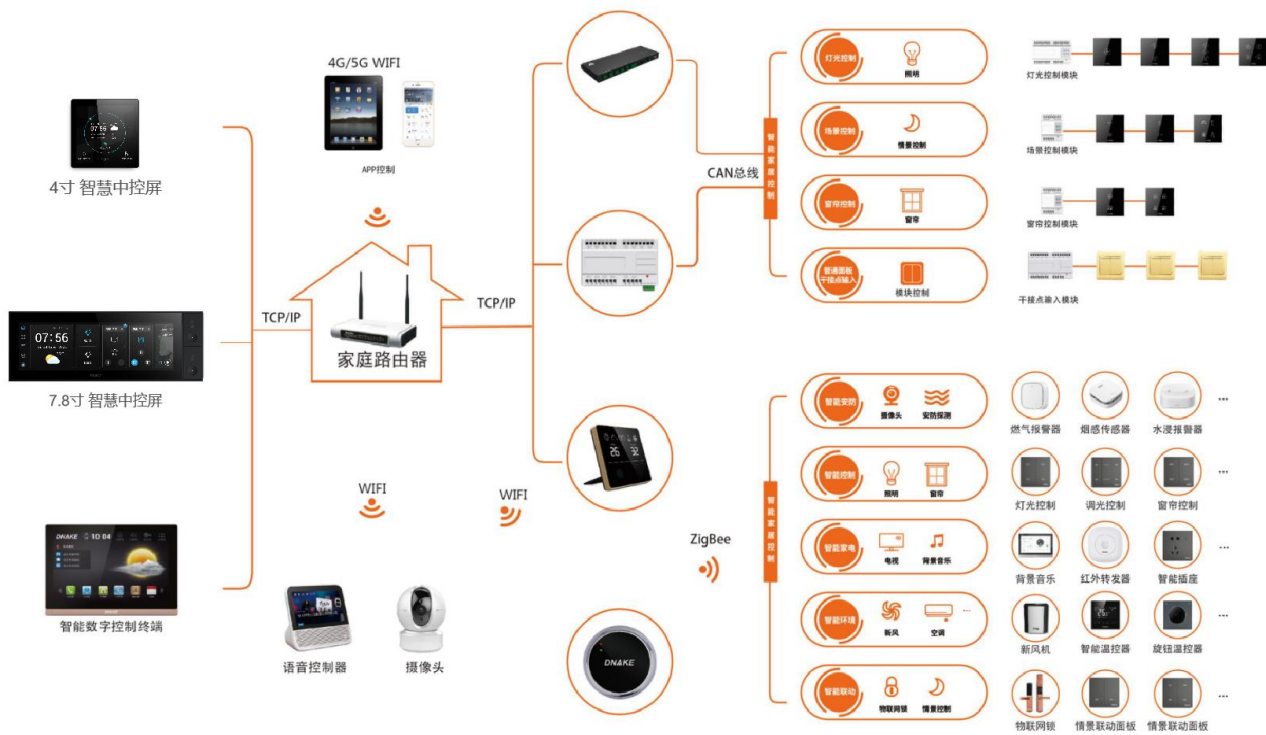 4G/5G WIFI
APP控制
4寸 智慧中控屏
07:56
7.8寸 智慧中控屏
DNAKE
10 04
智能数字控制终端
TCP/IP
家庭路由器
TCP/IP
WIFI
WIFI
语音控制器
摄像头
26
32
DNAKE
CAN总线
智能家居控制
灯光控制
照明
灯光控制模块
场景控制
情景控制
场景控制模块
窗帘控制
窗帘
窗帘控制模块
普通面板
干接点输入
模块控制
干接点输入模块
ZigBee
智能家居控制
智能安防
摄像头
安防探测
燃气报警器
烟感传感器
水浸报警器
...
智能控制
照明
窗帘
灯光控制
调光控制
窗帘控制
...
智能家电
电视
背景音乐
背景音乐
红外转发器
智能插座
...
智能环境
新风
空调
...
新风机
智能温控器
旋钮温控器
...
智能联动
物联网锁
情景控制
物联网锁
情景联动面板
情景联动面板
...